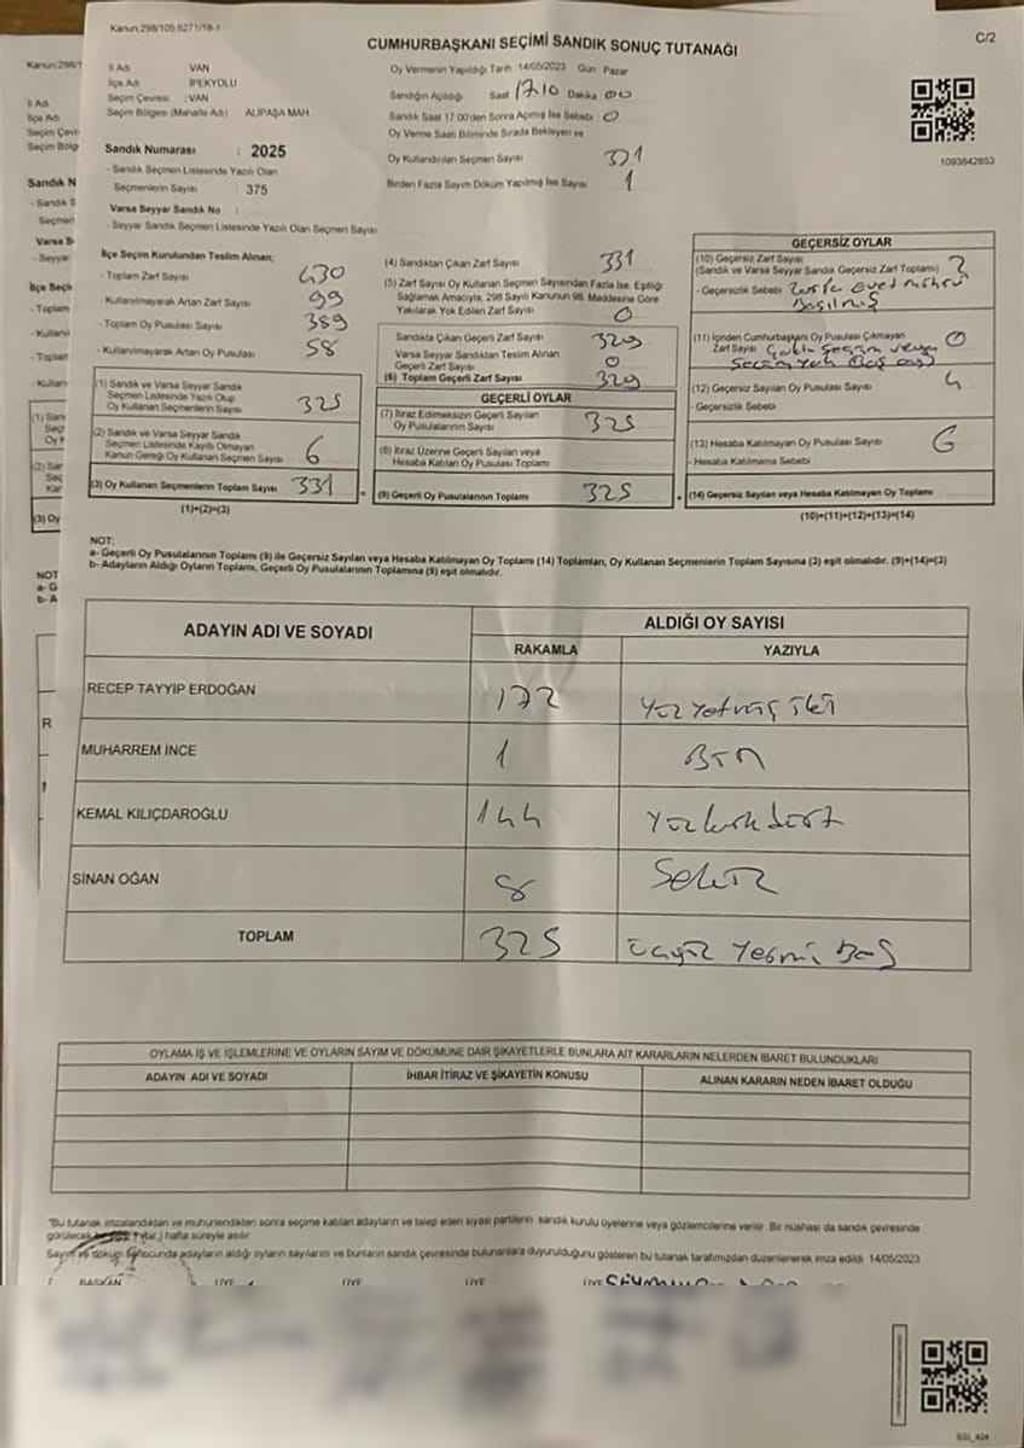 Kanun:298/105 6271/18-1
C/2
CUMHURBAŞKANI SEÇİMİ SANDIK SONUÇ TUTANAĞI
İl Adı VAN
İlçe Adı İPEKYOLU
Seçim Çevresi :VAN
Seçim Bölgesi (Mahalle Adı) ALİPAŞA MAH.
Oy Vermenin Yapıldığı Tarih 14/05/2023 Gün: Pazar
Sandığın Açıldığı Saat 17.10 Dakika 00
Sandık Saat 17:00'den Sonra Açılmış İse Sebebi: 0
Oy Verme Saati Bitiminde Sırada Bekleyen ve
Oy Kullandırılan Seçmen Sayısı 331
Birden Fazla Sayım Döküm Yapılmış İse Sayısı 1
1093642853
Sandık Numarası : 2025
- Sandık Seçmen Listesinde Yazılı Olan
Seçmenlerin Sayısı 375
Varsa Seyyar Sandık No :
- Seyyar Sandık Seçmen Listesinde Yazılı Olan Seçmen Sayısı
İlçe Seçim Kurulundan Teslim Alınan;
- Toplam Zarf Sayısı 430
- Kullanılmayarak Artan Zarf Sayısı 99
- Toplam Oy Pusulası Sayısı 389
- Kullanılmayarak Artan Oy Pusulası 58
(1) Sandık ve Varsa Seyyar Sandık
Seçmen Listesinde Yazılı Olup
Oy Kullanan Seçmenlerin Sayısı 325
(2) Sandık ve Varsa Seyyar Sandık
Seçmen Listesinde Kayıtlı Olmayan
Kanun Gereği Oy Kullanan Seçmen Sayısı 6
(3) Oy Kullanan Seçmenlerin Toplam Sayısı 331
(1)+(2)=(3)
(4) Sandıktan Çıkan Zarf Sayısı 331
(5) Zarf Sayısı Oy Kullanan Seçmen Sayısından Fazla İse, Eşitliği
Sağlamak Amacıyla, 298 Sayılı Kanunun 98. Maddesine Göre
Yakılarak Yok Edilen Zarf Sayısı 0
Sandıkta Çıkan Geçerli Zarf Sayısı 329
Varsa Seyyar Sandıktan Teslim Alınan
Geçerli Zarf Sayısı 0
(6) Toplam Geçerli Zarf Sayısı 329
GEÇERLİ OYLAR
(7) İtiraz Edilmeksizin Geçerli Sayılan
Oy Pusulalarının Sayısı 325
(8) İtiraz Üzerine Geçerli Sayılan veya
Hesaba Katılan Oy Pusulası Toplamı
(9) Geçerli Oy Pusulalarının Toplamı 325
GEÇERSİZ OYLAR
(10) Geçersiz Zarf Sayısı
(Sandık ve Varsa Seyyar Sandık Geçersiz Zarf Toplamı) 2
- Geçersizlik Sebebi: Zarfa evet mührü
Basılmış
(11) İçinden Cumhurbaşkanı Oy Pusulası Çıkmayan
Zarf Sayısı 0
(12) Geçersiz Sayılan Oy Pusulası Sayısı 4
- Geçersizlik Sebebi
(13) Hesaba Katılmayan Oy Pusulası Sayısı 6
- Hesaba Katılmama Sebebi
(14) Geçersiz Sayılan veya Hesaba Katılmayan Oy Toplamı
(10)+(11)+(12)+(13)=(14)
NOT:
a- Geçerli Oy Pusulalarının Toplamı (9) ile Geçersiz Sayılan veya Hesaba Katılmayan Oy Toplamı (14) Toplamları, Oy Kullanan Seçmenlerin Toplam Sayısına (3) eşit olmalıdır. (9)+(14)=(3)
b- Adayların Aldığı Oyların Toplamı, Geçerli Oy Pusulalarının Toplamına (9) eşit olmalıdır.
ADAYIN ADI VE SOYADI
ALDIĞI OY SAYISI
RAKAMLA
YAZIYLA
RECEP TAYYİP ERDOĞAN 172 Yüz Yetmiş iki
MUHARREM İNCE 1 Bir
KEMAL KILIÇDAROĞLU 144 Yüzkırkdört
SİNAN OĞAN 8 Sekiz
TOPLAM 325 üçyüz Yirmi Beş
OYLAMA İŞ VE İŞLEMLERİNE VE OYLARIN SAYIM VE DÖKÜMÜNE DAİR ŞİKAYETLERLE BUNLARA AİT KARARLARIN NELERDEN İBARET BULUNDUKLARI
ADAYIN ADI VE SOYADI
İHBAR İTİRAZ VE ŞİKAYETİN KONUSU
ALINAN KARARIN NEDEN İBARET OLDUĞU
"Bu tutanak imzalandıktan ve mühürlendikten sonra seçime katılan adayların ve talep eden siyasi partilerin sandık kurulu üyelerine veya gözlemcilerine verilir. Bir nüshası da sandık çevresinde
görülecek bir yere hafta süreyle asılır.
Sayım ve döküm sonucunda adayların aldığı oyların sayılarını ve bunların sandık çevresinde bulunanlara duyurulduğunu gösteren bu tutanak tarafımızdan düzenlenerek imza edildi. 14/05/2023
BAŞKAN ÜYE ÜYE ÜYE ÜYE